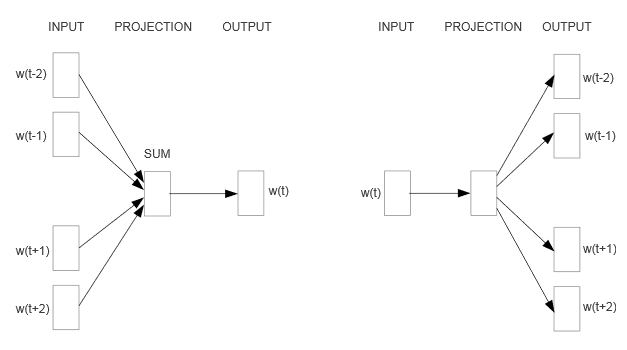 INPUT PROJECTION OUTPUT
w(t-2)
w(t-1)
SUM
w(t)
w(t+1)
w(t+2)
INPUT PROJECTION OUTPUT
w(t-2)
w(t-1)
w(t)
w(t+1)
w(t+2)